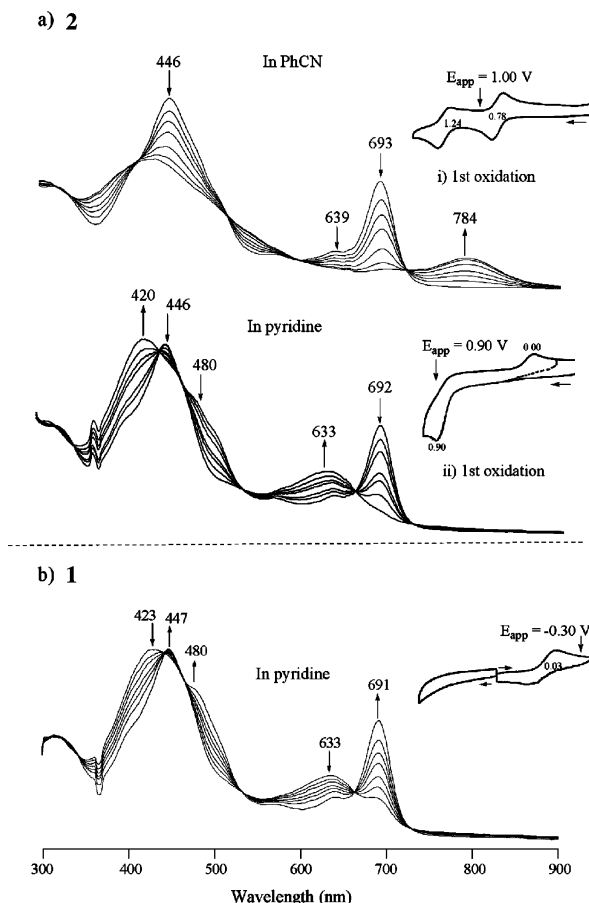 a) 2
In PhCN
446
693
639
784
E_app = 1.00 V
1.24
0.78
i) 1st oxidation
In pyridine
420
446
480
633
692
E_app = 0.90 V
0.00
0.90
ii) 1st oxidation
b) 1
In pyridine
423
447
480
633
691
E_app = -0.30 V
0.03
300 400 500 600 700 800 900
Wavelength (nm)